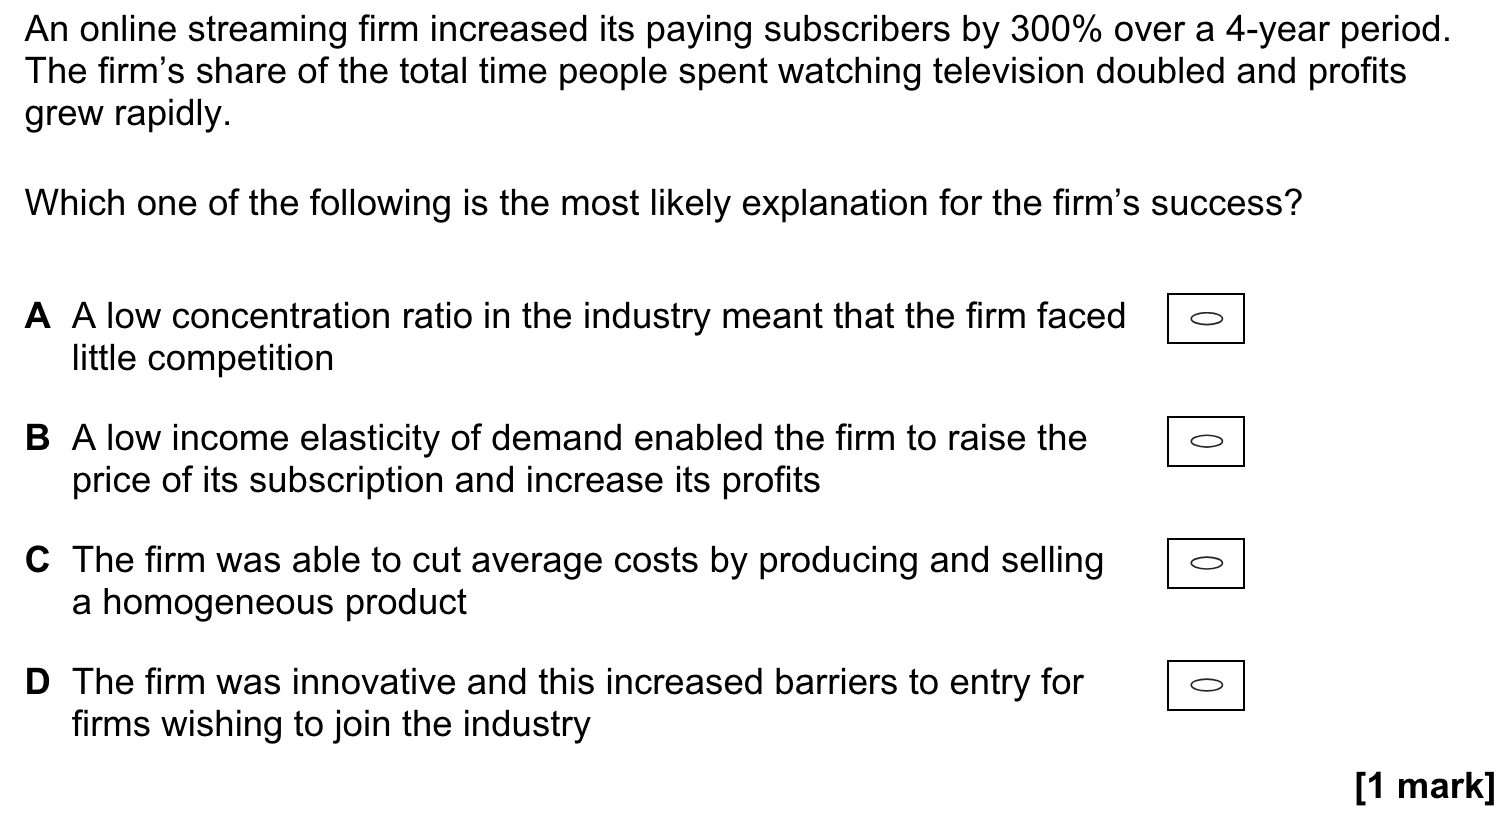 An online streaming firm increased its paying subscribers by 300% over a 4-year period.
The firm’s share of the total time people spent watching television doubled and profits
grew rapidly.
Which one of the following is the most likely explanation for the firm’s success?
A A low concentration ratio in the industry meant that the firm faced
little competition
B A low income elasticity of demand enabled the firm to raise the
price of its subscription and increase its profits
C The firm was able to cut average costs by producing and selling
a homogeneous product
D The firm was innovative and this increased barriers to entry for
firms wishing to join the industry
[1 mark]